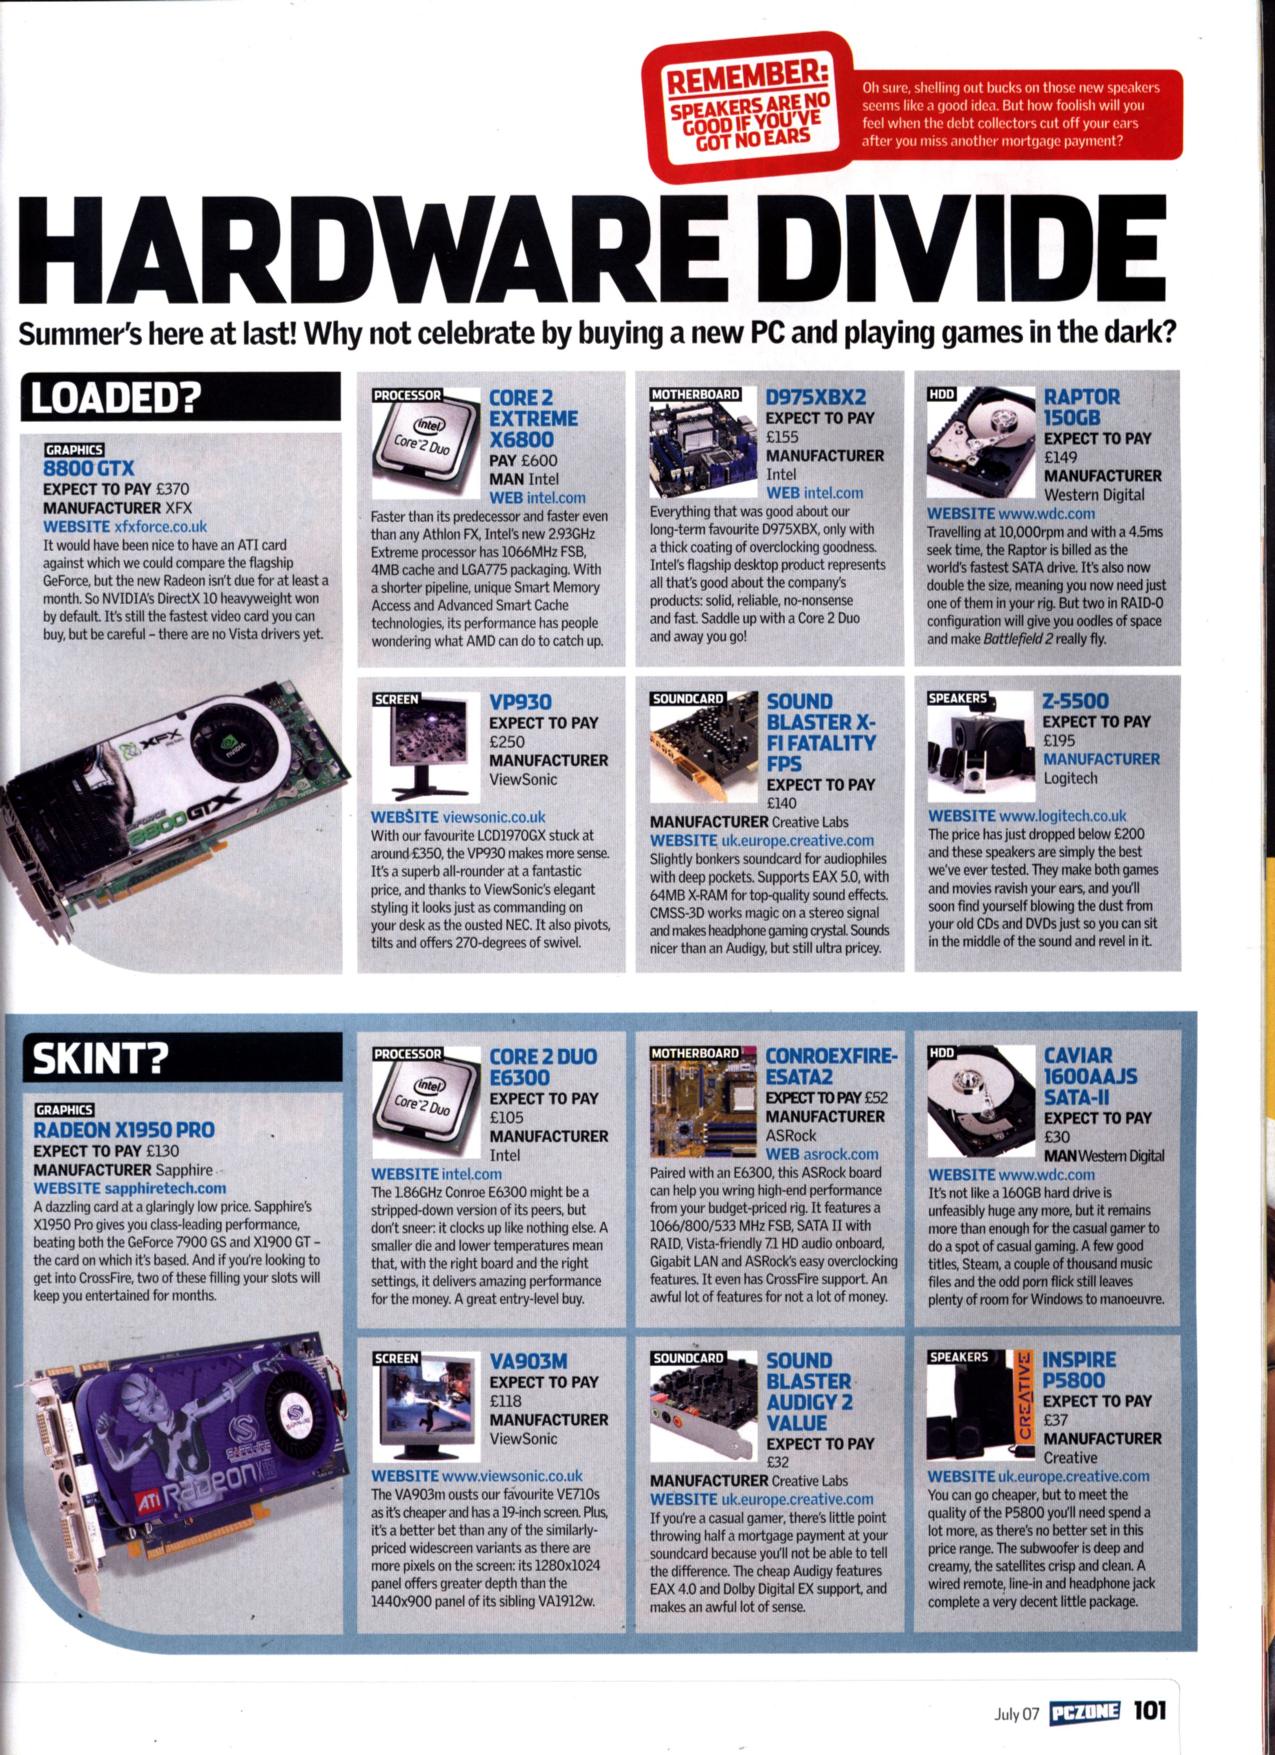 REMEMBER:
SPEAKERS ARE NO
GOOD IF YOU'VE
GOT NO EARS
Oh sure, shelling out bucks on those new speakers
seems like a good idea. But how foolish will you
feel when the debt collectors cut off your ears
after you miss another mortgage payment?
HARDWARE DIVIDE
Summer's here at last! Why not celebrate by buying a new PC and playing games in the dark?
LOADED?
GRAPHICS
8800 GTX
EXPECT TO PAY £370
MANUFACTURER XFX
WEBSITE xfxforce.co.uk
It would have been nice to have an ATI card
against which we could compare the flagship
GeForce, but the new Radeon isn't due for at least a
month. So NVIDIA's DirectX 10 heavyweight won
by default. It's still the fastest video card you can
buy, but be careful – there are no Vista drivers yet.
XFX
NVIDIA
GEFORCE
8800GTX
PROCESSOR
intel
Core 2 Duo
CORE 2
EXTREME
X6800
PAY £600
MAN Intel
WEB intel.com
Faster than its predecessor and faster even
than any Athlon FX, Intel's new 2.93GHz
Extreme processor has 1066MHz FSB,
4MB cache and LGA775 packaging. With
a shorter pipeline, unique Smart Memory
Access and Advanced Smart Cache
technologies, its performance has people
wondering what AMD can do to catch up.
MOTHERBOARD
D975XBX2
EXPECT TO PAY
£155
MANUFACTURER
Intel
WEB intel.com
Everything that was good about our
long-term favourite D975XBX, only with
a thick coating of overclocking goodness.
Intel's flagship desktop product represents
all that's good about the company's
products: solid, reliable, no-nonsense
and fast. Saddle up with a Core 2 Duo
and away you go!
HDD
RAPTOR
150GB
EXPECT TO PAY
£149
MANUFACTURER
Western Digital
WEBSITE www.wdc.com
Travelling at 10,000rpm and with a 4.5ms
seek time, the Raptor is billed as the
world's fastest SATA drive. It's also now
double the size, meaning you now need just
one of them in your rig. But two in RAID-0
configuration will give you oodles of space
and make Battlefield 2 really fly.
SCREEN
VP930
EXPECT TO PAY
£250
MANUFACTURER
ViewSonic
WEBSITE viewsonic.co.uk
With our favourite LCD1970GX stuck at
around £350, the VP930 makes more sense.
It's a superb all-rounder at a fantastic
price, and thanks to ViewSonic's elegant
styling it looks just as commanding on
your desk as the ousted NEC. It also pivots,
tilts and offers 270-degrees of swivel.
SOUNDCARD
SOUND
BLASTER X-
FI FATAL1TY
FPS
EXPECT TO PAY
£140
MANUFACTURER Creative Labs
WEBSITE uk.europe.creative.com
Slightly bonkers soundcard for audiophiles
with deep pockets. Supports EAX 5.0, with
64MB X-RAM for top-quality sound effects.
CMSS-3D works magic on a stereo signal
and makes headphone gaming crystal. Sounds
nicer than an Audigy, but still ultra pricey.
SPEAKERS
Z-5500
EXPECT TO PAY
£195
MANUFACTURER
Logitech
WEBSITE www.logitech.co.uk
The price has just dropped below £200
and these speakers are simply the best
we've ever tested. They make both games
and movies ravish your ears, and you'll
soon find yourself blowing the dust from
your old CDs and DVDs just so you can sit
in the middle of the sound and revel in it.
SKINT?
GRAPHICS
RADEON X1950 PRO
EXPECT TO PAY £130
MANUFACTURER Sapphire
WEBSITE sapphiretech.com
A dazzling card at a glaringly low price. Sapphire's
X1950 Pro gives you class-leading performance,
beating both the GeForce 7900 GS and X1900 GT –
the card on which it's based. And if you're looking to
get into CrossFire, two of these filling your slots will
keep you entertained for months.
SAPPHIRE
ATI Radeon
PROCESSOR
intel
Core 2 Duo
CORE 2 DUO
E6300
EXPECT TO PAY
£105
MANUFACTURER
Intel
WEBSITE intel.com
The 1.86GHz Conroe E6300 might be a
stripped-down version of its peers, but
don't sneer: it clocks up like nothing else. A
smaller die and lower temperatures mean
that, with the right board and the right
settings, it delivers amazing performance
for the money. A great entry-level buy.
MOTHERBOARD
CONROEXFIRE-
ESATA2
EXPECT TO PAY £52
MANUFACTURER
ASRock
WEB asrock.com
Paired with an E6300, this ASRock board
can help you wring high-end performance
from your budget-priced rig. It features a
1066/800/533 MHz FSB, SATA II with
RAID, Vista-friendly 7.1 HD audio onboard,
Gigabit LAN and ASRock's easy overclocking
features. It even has CrossFire support. An
awful lot of features for not a lot of money.
HDD
CAVIAR
1600AAJS
SATA-II
EXPECT TO PAY
£30
MAN Western Digital
WEBSITE www.wdc.com
It's not like a 160GB hard drive is
unfeasibly huge any more, but it remains
more than enough for the casual gamer to
do a spot of casual gaming. A few good
titles, Steam, a couple of thousand music
files and the odd porn flick still leaves
plenty of room for Windows to manoeuvre.
SCREEN
VA903M
EXPECT TO PAY
£118
MANUFACTURER
ViewSonic
WEBSITE www.viewsonic.co.uk
The VA903m ousts our favourite VE710s
as it's cheaper and has a 19-inch screen. Plus,
it's a better bet than any of the similarly-
priced widescreen variants as there are
more pixels on the screen: its 1280x1024
panel offers greater depth than the
1440x900 panel of its sibling VA1912w.
SOUNDCARD
SOUND
BLASTER
AUDIGY 2
VALUE
EXPECT TO PAY
£32
MANUFACTURER Creative Labs
WEBSITE uk.europe.creative.com
If you're a casual gamer, there's little point
throwing half a mortgage payment at your
soundcard because you'll not be able to tell
the difference. The cheap Audigy features
EAX 4.0 and Dolby Digital EX support, and
makes an awful lot of sense.
SPEAKERS
CREATIVE
INSPIRE
P5800
EXPECT TO PAY
£37
MANUFACTURER
Creative
WEBSITE uk.europe.creative.com
You can go cheaper, but to meet the
quality of the P5800 you'll need spend a
lot more, as there's no better set in this
price range. The subwoofer is deep and
creamy, the satellites crisp and clean. A
wired remote, line-in and headphone jack
complete a very decent little package.
July 07 PCZONE 101